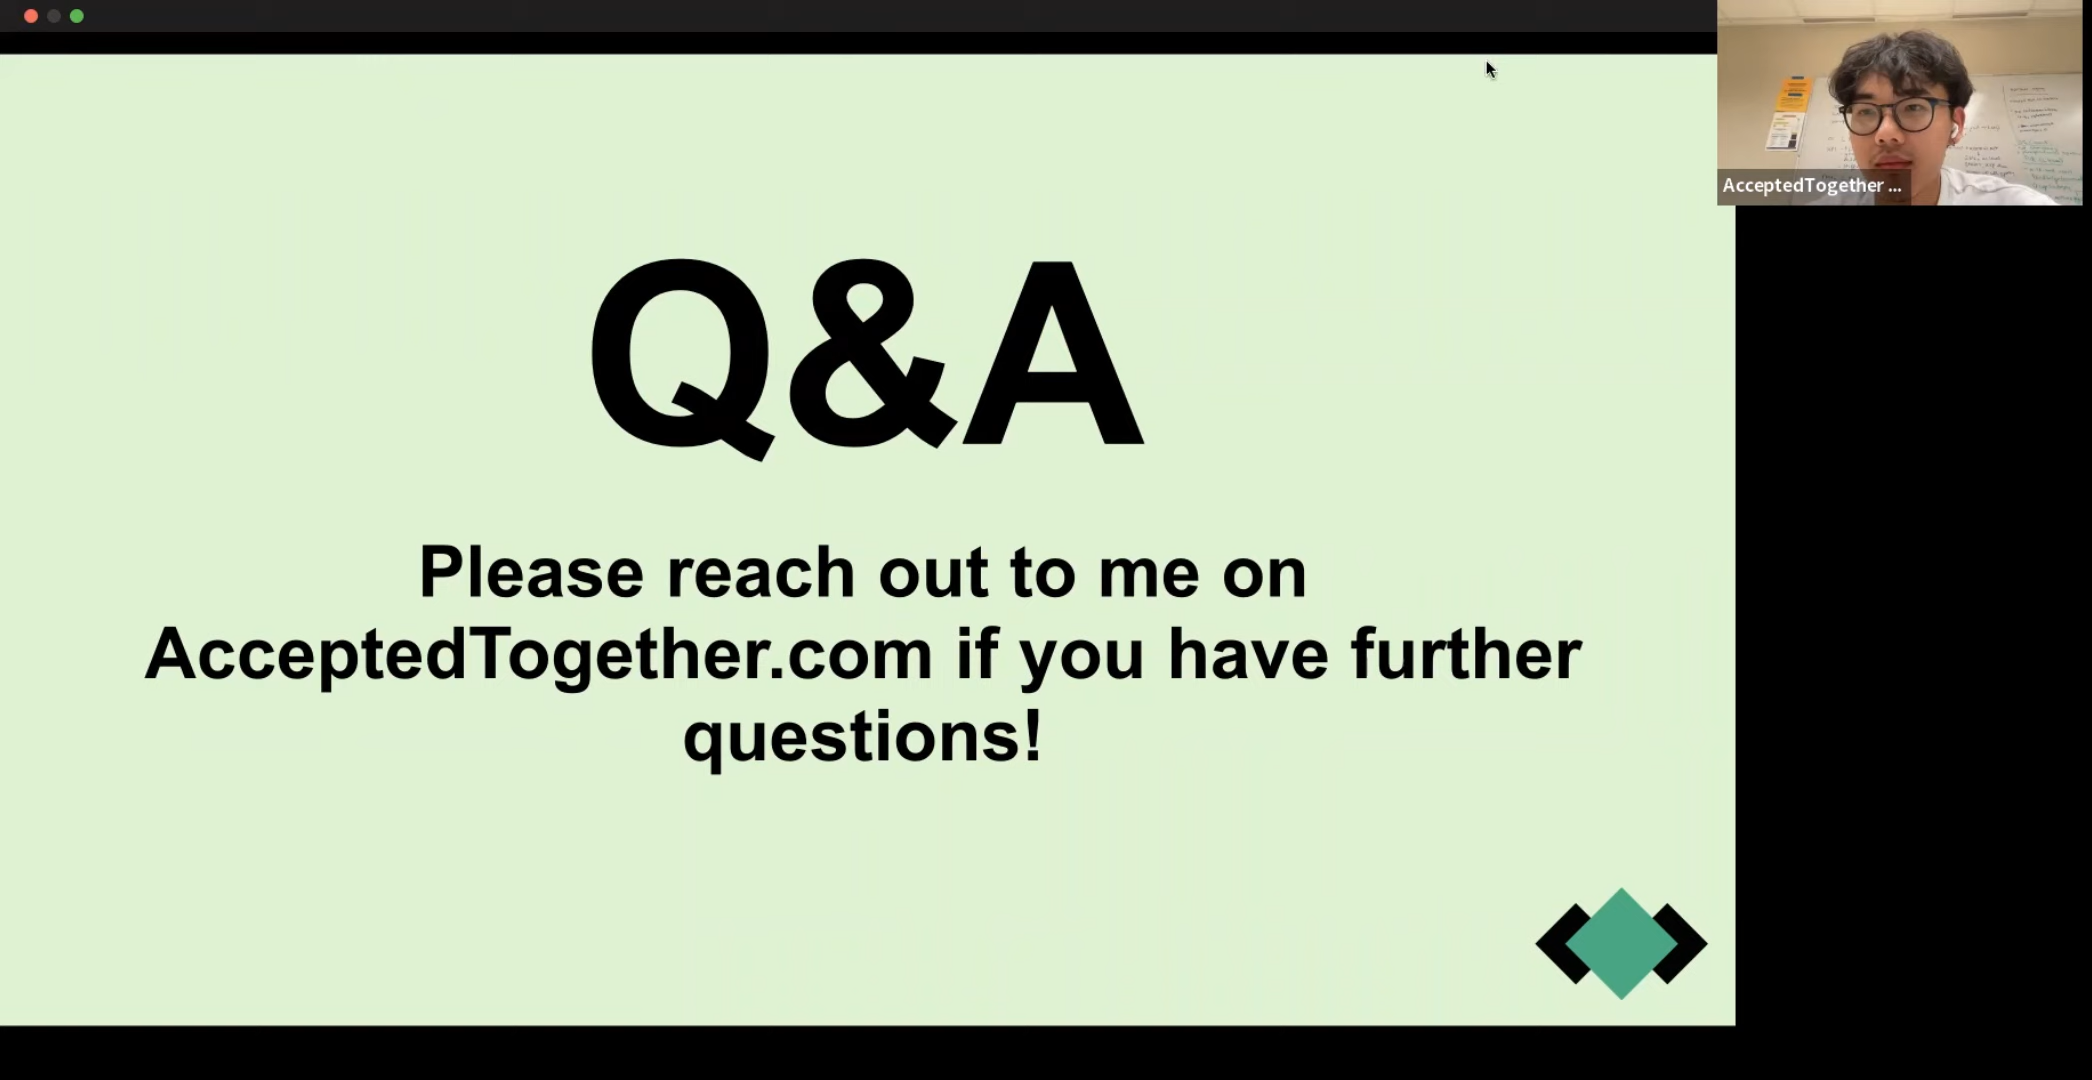 Q&A
Please reach out to me on
AcceptedTogether.com if you have further
questions!
AcceptedTogether ...